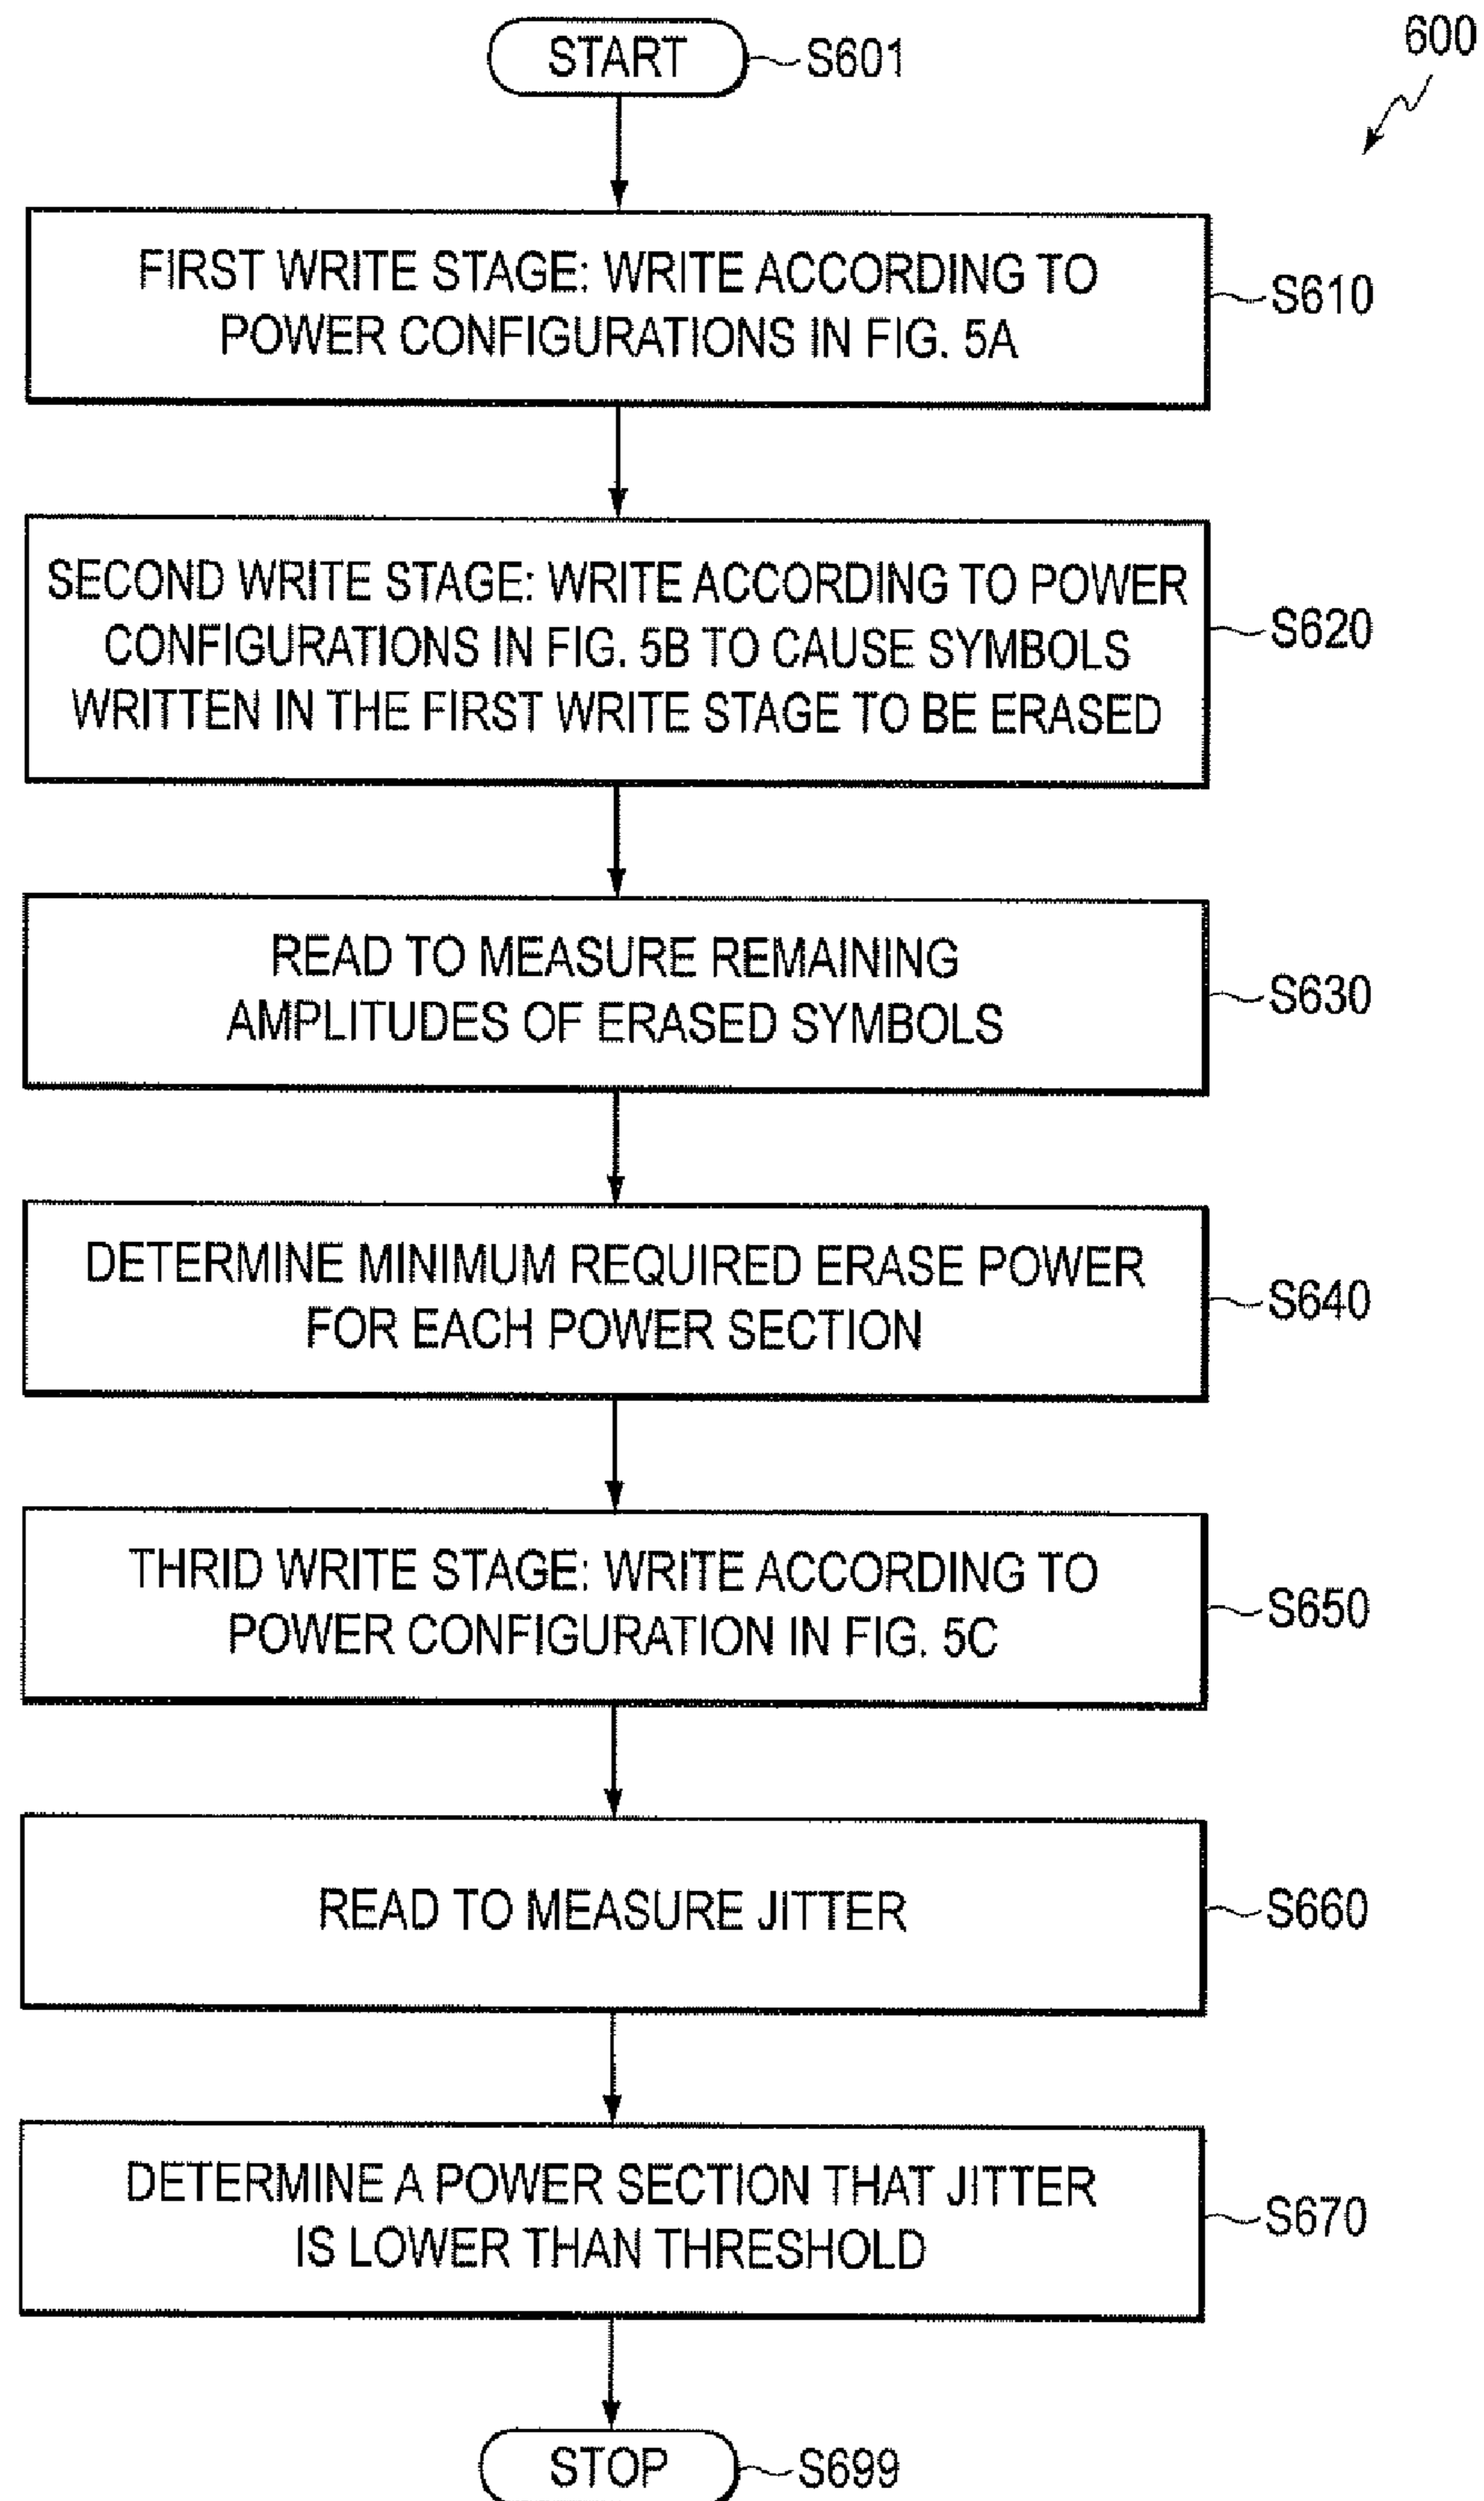 600
START
S601
FIRST WRITE STAGE: WRITE ACCORDING TO
POWER CONFIGURATIONS IN FIG. 5A
S610
SECOND WRITE STAGE: WRITE ACCORDING TO POWER
CONFIGURATIONS IN FIG. 5B TO CAUSE SYMBOLS
WRITTEN IN THE FIRST WRITE STAGE TO BE ERASED
S620
READ TO MEASURE REMAINING
AMPLITUDES OF ERASED SYMBOLS
S630
DETERMINE MINIMUM REQUIRED ERASE POWER
FOR EACH POWER SECTION
S640
THRID WRITE STAGE: WRITE ACCORDING TO
POWER CONFIGURATION IN FIG. 5C
S650
READ TO MEASURE JITTER
S660
DETERMINE A POWER SECTION THAT JITTER
IS LOWER THAN THRESHOLD
S670
STOP
S699